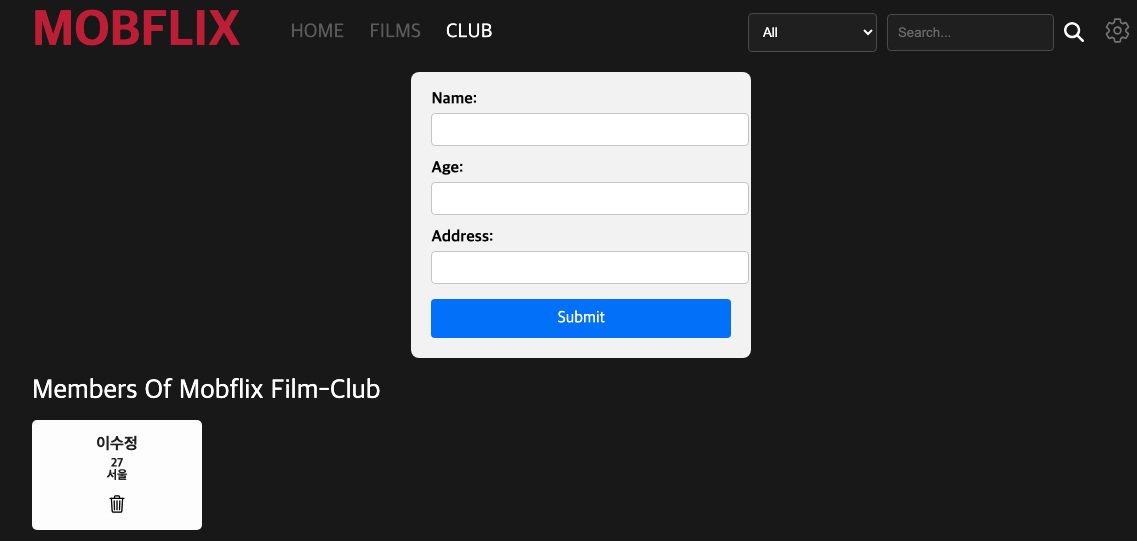 MOBFLIX HOME FILMS CLUB All Search...
Name:
Age:
Address:
Submit
Members Of Mobflix Film-Club
이수정
27
서울